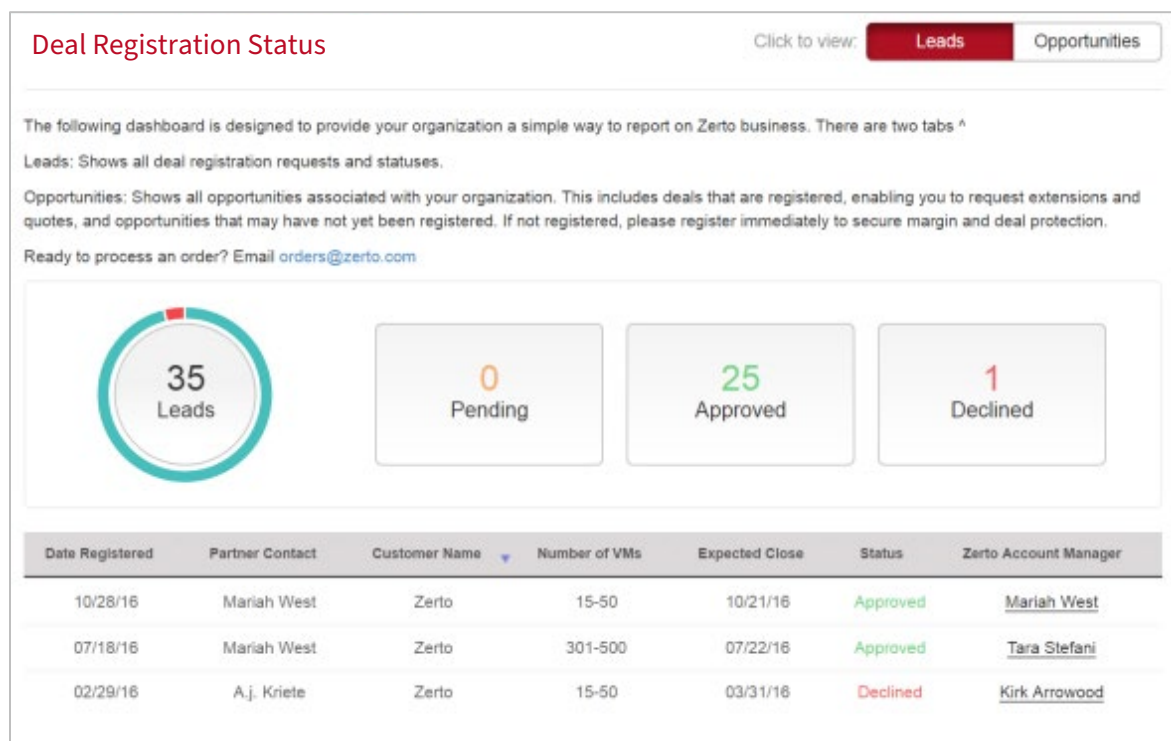 Deal Registration Status
Click to view: Leads Opportunities
The following dashboard is designed to provide your organization a simple way to report on Zerto business. There are two tabs ^
Leads: Shows all deal registration requests and statuses.
Opportunities: Shows all opportunities associated with your organization. This includes deals that are registered, enabling you to request extensions and
quotes, and opportunities that may have not yet been registered. If not registered, please register immediately to secure margin and deal protection.
Ready to process an order? Email orders@zerto.com
35
Leads
0
Pending
25
Approved
1
Declined
Date Registered Partner Contact Customer Name Number of VMs Expected Close Status Zerto Account Manager
10/28/16 Mariah West Zerto 15-50 10/21/16 Approved Mariah West
07/18/16 Mariah West Zerto 301-500 07/22/16 Approved Tara Stefani
02/29/16 A.j. Kriete Zerto 15-50 03/31/16 Declined Kirk Arrowood